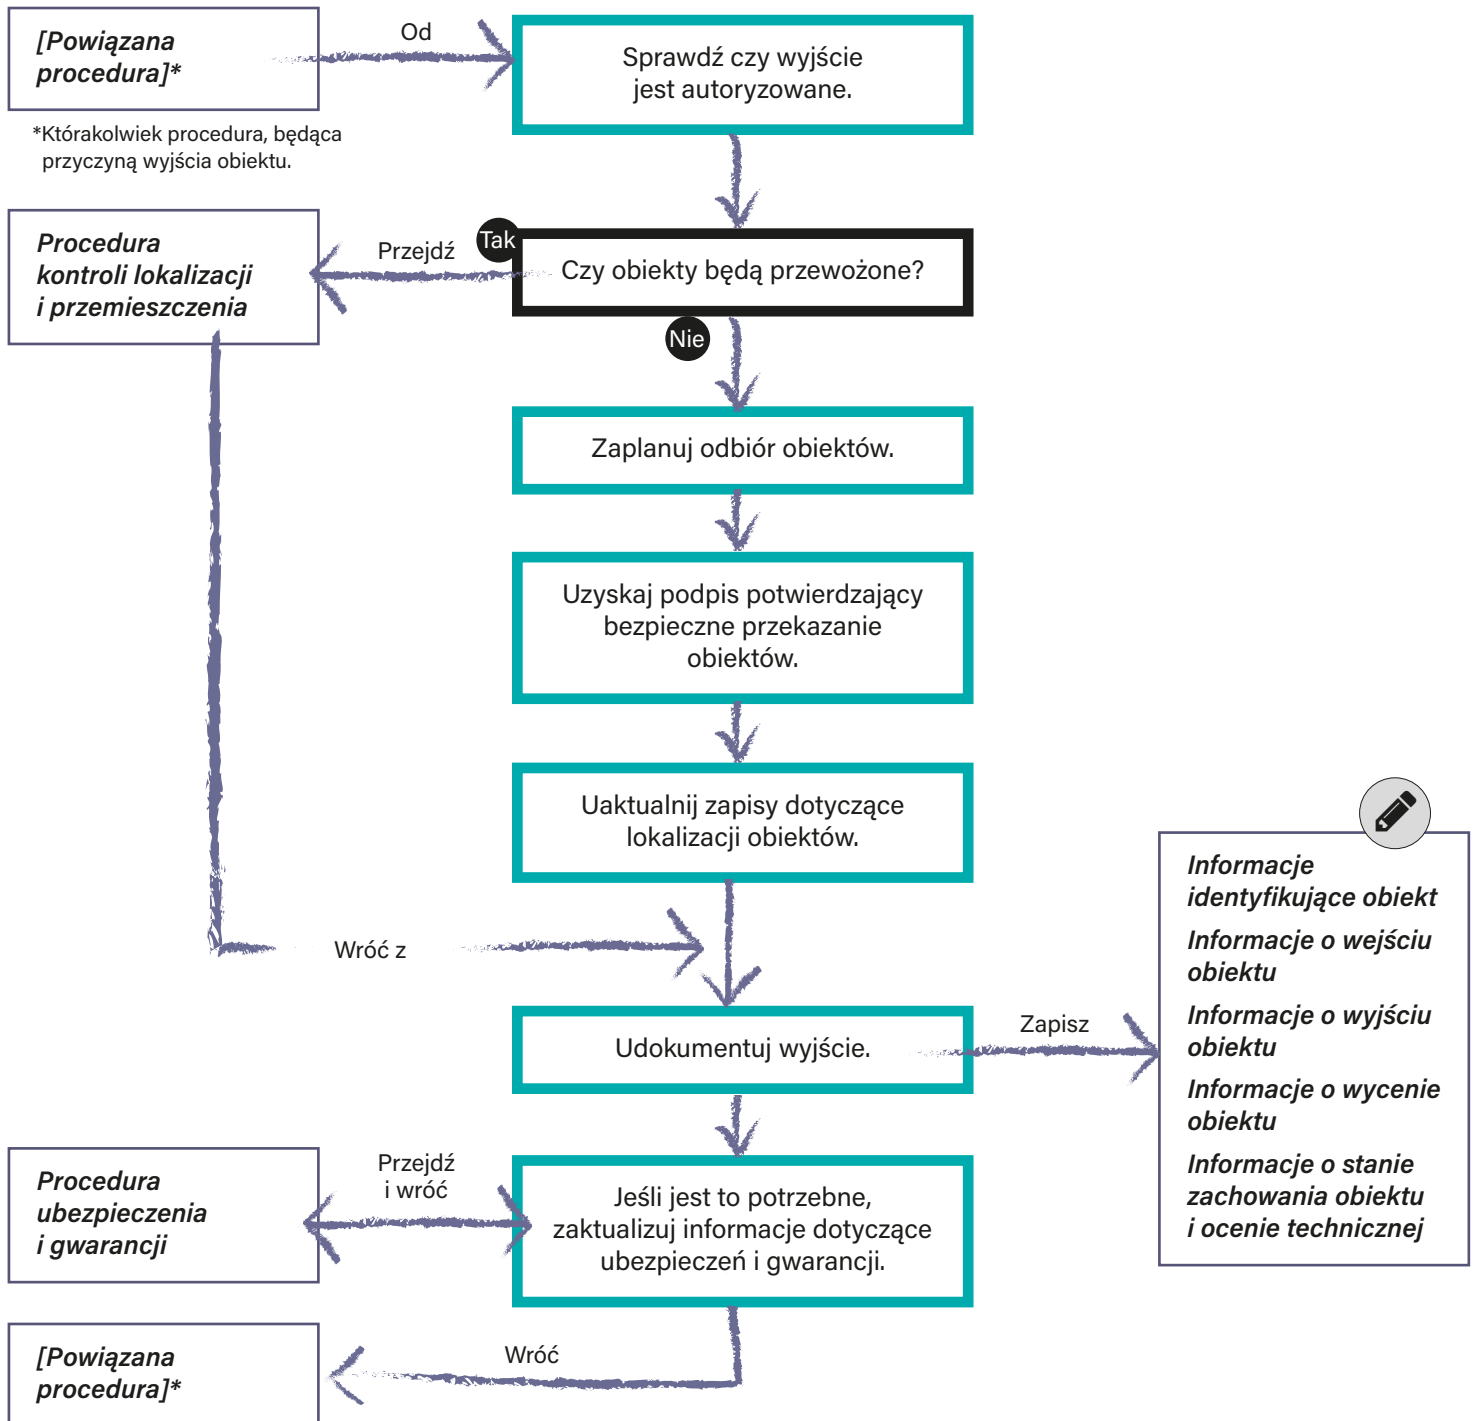 [Powiązana
procedura]*
Od
Sprawdź czy wyjście
jest autoryzowane.
*Którakolwiek procedura, będąca
przyczyną wyjścia obiektu.
Procedura
kontroli lokalizacji
i przemieszczenia
Przejdź
Tak
Czy obiekty będą przewożone?
Nie
Zaplanuj odbiór obiektów.
Uzyskaj podpis potwierdzający
bezpieczne przekazanie
obiektów.
Uaktualnij zapisy dotyczące
lokalizacji obiektów.
Wróć z
Udokumentuj wyjście.
Zapisz
Informacje
identyfikujące obiekt
Informacje o wejściu
obiektu
Informacje o wyjściu
obiektu
Informacje o wycenie
obiektu
Informacje o stanie
zachowania obiektu
i ocenie technicznej
Procedura
ubezpieczenia
i gwarancji
Przejdź
i wróć
Jeśli jest to potrzebne,
zaktualizuj informacje dotyczące
ubezpieczeń i gwarancji.
[Powiązana
procedura]*
Wróć